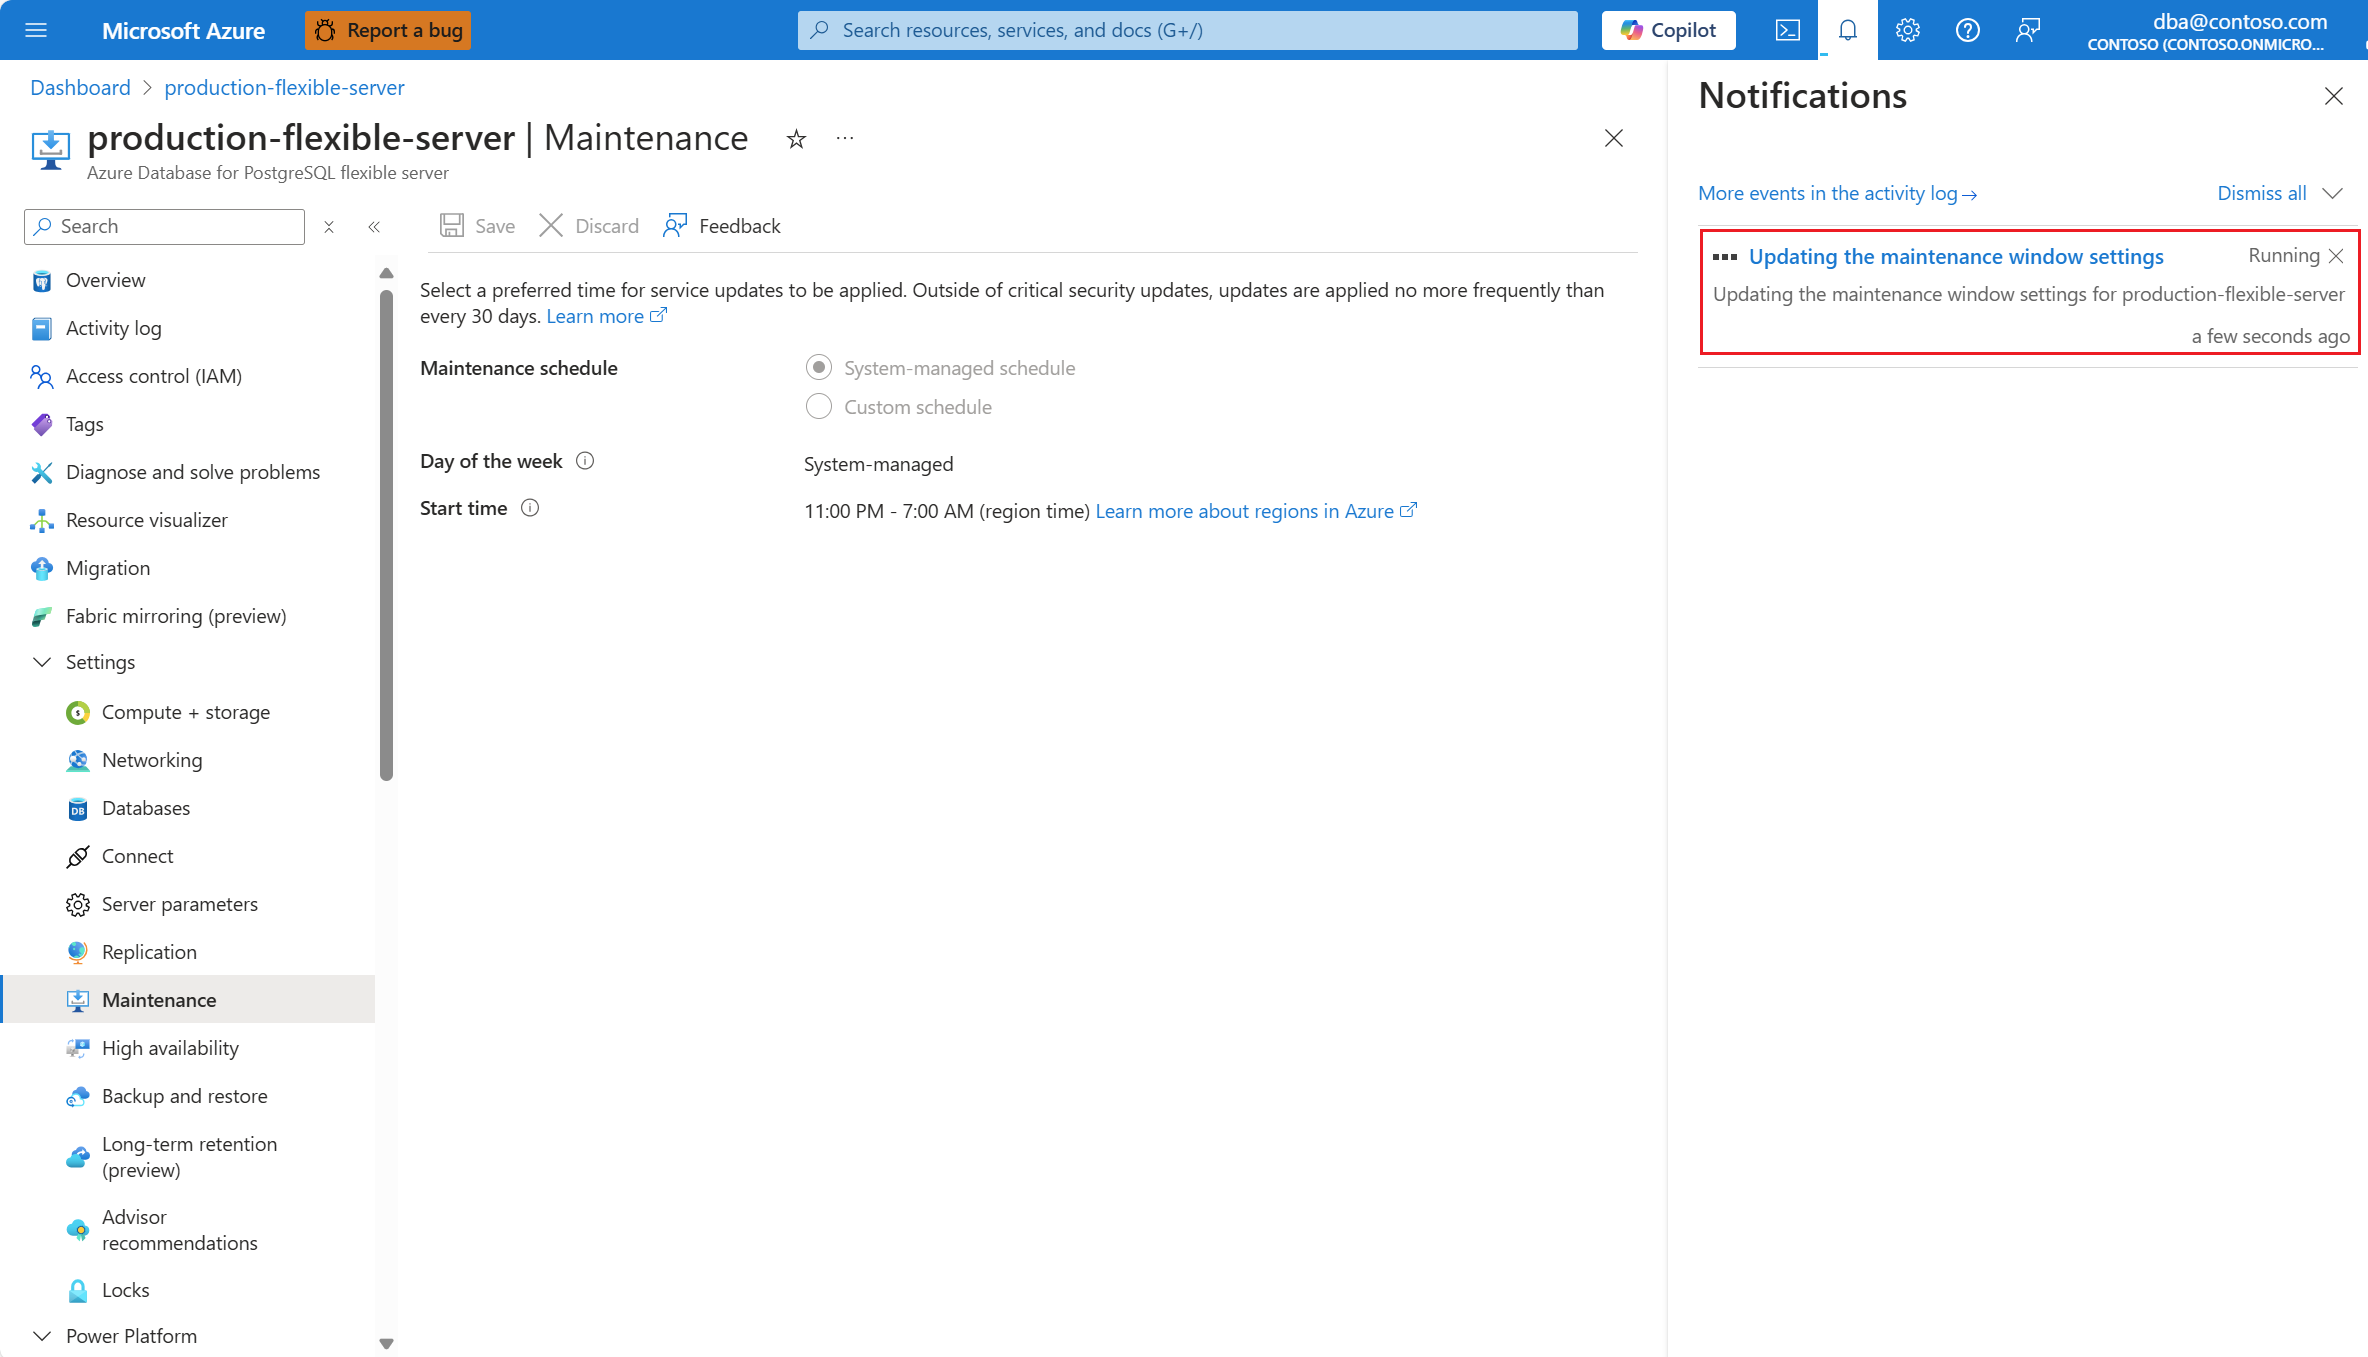 Microsoft Azure
Report a bug
Search resources, services, and docs (G+/)
Copilot
dba@contoso.com
CONTOSO (CONTOSO.ONMICRO...
Dashboard > production-flexible-server
production-flexible-server | Maintenance
Azure Database for PostgreSQL flexible server
Search
Save
Discard
Feedback
Overview
Activity log
Access control (IAM)
Tags
Diagnose and solve problems
Resource visualizer
Migration
Fabric mirroring (preview)
Settings
Compute + storage
Networking
Databases
Connect
Server parameters
Replication
Maintenance
High availability
Backup and restore
Long-term retention
(preview)
Advisor
recommendations
Locks
Power Platform
Select a preferred time for service updates to be applied. Outside of critical security updates, updates are applied no more frequently than
every 30 days. Learn more
Maintenance schedule
System-managed schedule
Custom schedule
Day of the week
System-managed
Start time
11:00 PM - 7:00 AM (region time) Learn more about regions in Azure
Notifications
More events in the activity log →
Dismiss all
Updating the maintenance window settings
Running
Updating the maintenance window settings for production-flexible-server
a few seconds ago